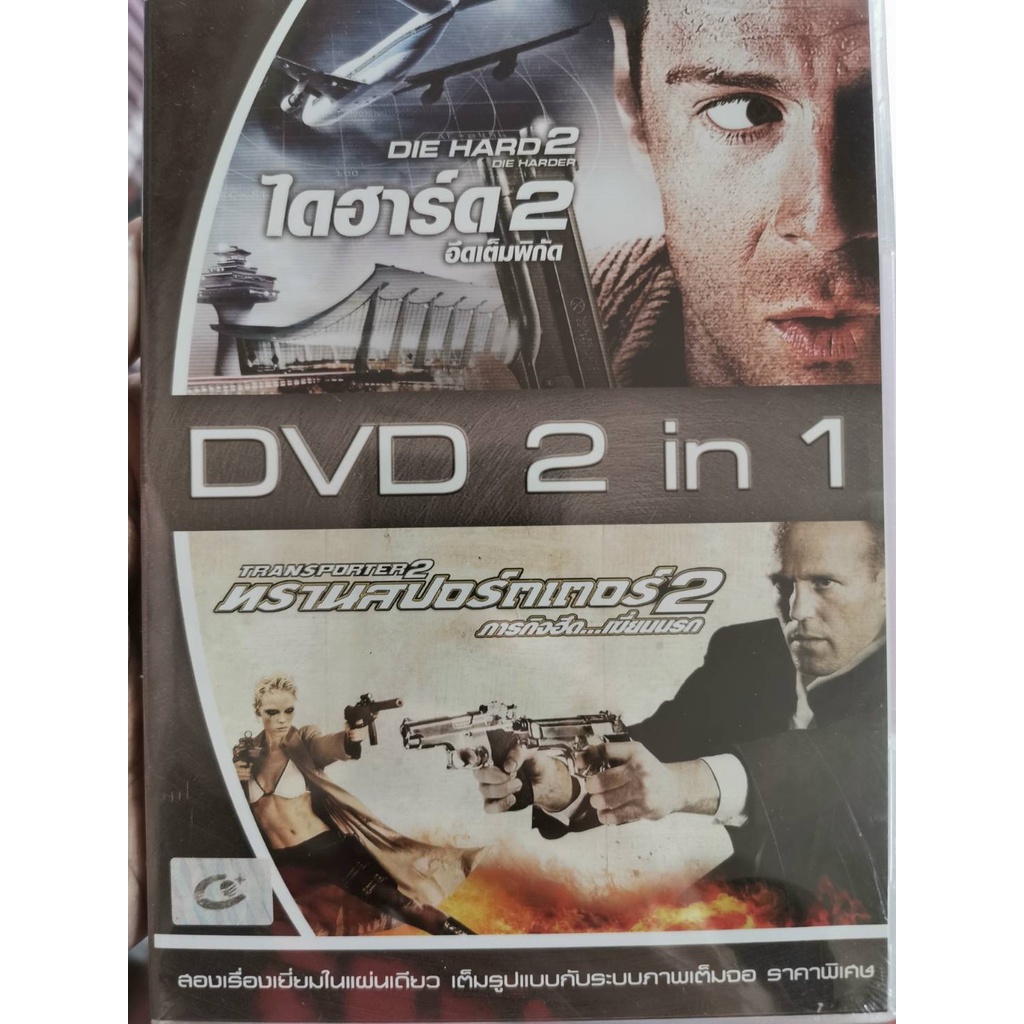 DIE HARD 2
DIE HARDER
ไดฮาร์ด 2
อึดเต็มพิกัด
DVD 2 in 1
TRANSPORTER 2
ทรานสปอร์ตเตอร์ 2
ภารกิจฮึด...เฆี่ยนนรก
สองเรื่องเยี่ยมในแผ่นเดียว เต็มรูปแบบกับระบบภาพเต็มจอ ราคาพิเศษ